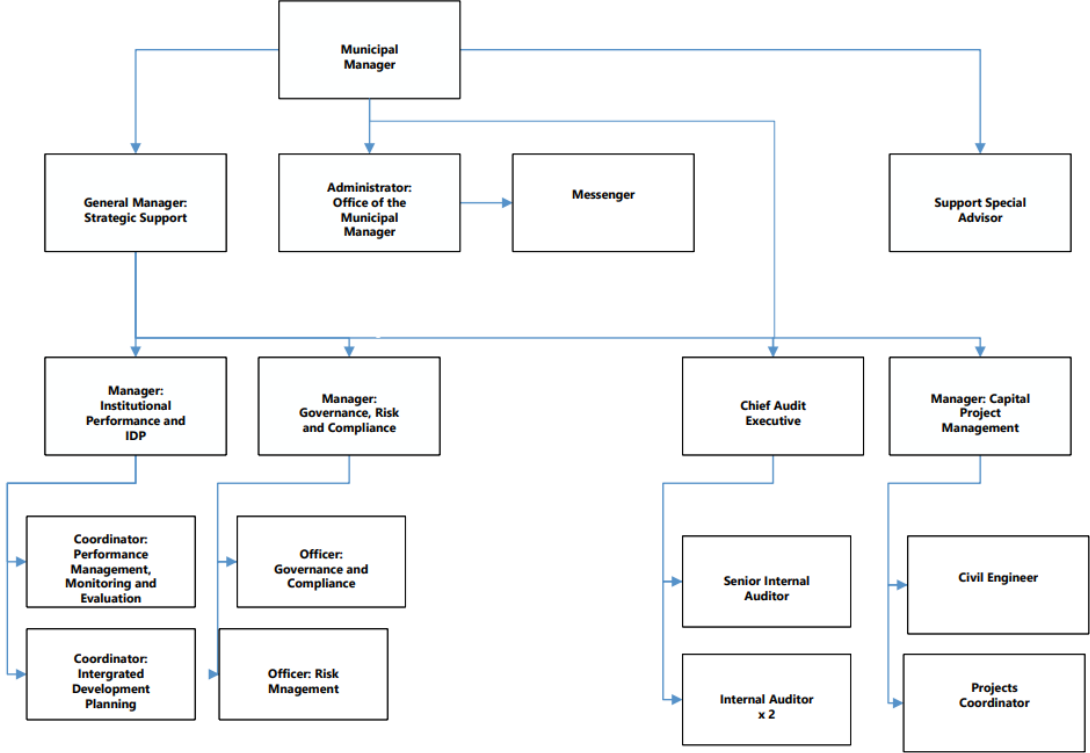 Municipal
Manager
General Manager:
Strategic Support
Administrator:
Office of the
Municipal
Manager
Messenger
Support Special
Advisor
Manager:
Institutional
Performance and
IDP
Manager:
Governance, Risk
and Compliance
Chief Audit
Executive
Manager: Capital
Project
Management
Coordinator:
Performance
Management,
Monitoring and
Evaluation
Officer:
Governance and
Compliance
Senior Internal
Auditor
Civil Engineer
Coordinator:
Intergrated
Development
Planning
Officer: Risk
Mnagement
Internal Auditor
x 2
Projects
Coordinator